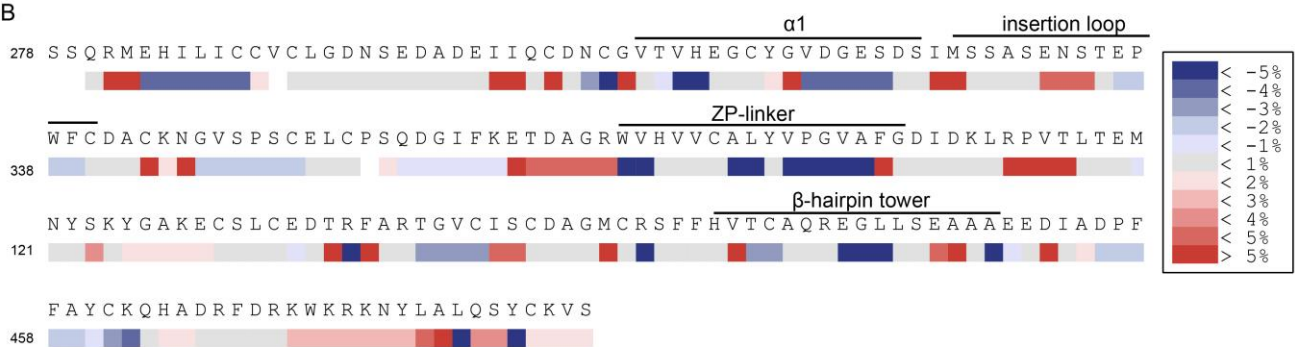 B
α1 insertion loop
278 S S Q R M E H I L I C C V C L G D N S E D A D E I I Q C D N C G V T V H E G C Y G V D G E S D S I M S S A S E N S T E P
ZP-linker
338 W F C D A C K N G V S P S C E L C P S Q D G I F K E T D A G R W V H V V C A L Y V P G V A F G D I D K L R P V T L T E M
β-hairpin tower
121 N Y S K Y G A K E C S L C E D T R F A R T G V C I S C D A G M C R S F F H V T C A Q R E G L L S E A A A E E D I A D P F
458 F A Y C K Q H A D R F D R K W K R K N Y L A L Q S Y C K V S
< -5%
< -4%
< -3%
< -2%
< -1%
< 1%
< 2%
< 3%
< 4%
< 5%
> 5%